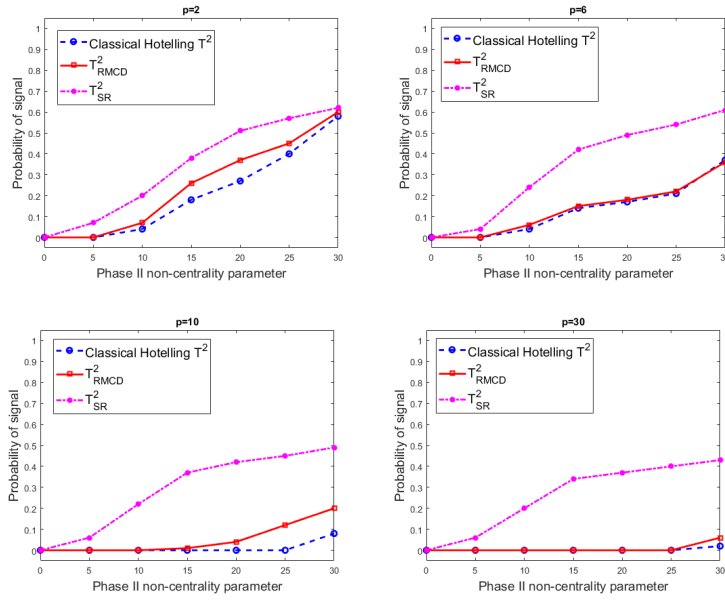 p=2
1
0.9
0.8
0.7
0.6
0.5
0.4
0.3
0.2
0.1
0
Probability of signal
Classical Hotelling T²
T²RMCD
T²SR
0 5 10 15 20 25 30
Phase II non-centrality parameter
p=6
1
0.9
0.8
0.7
0.6
0.5
0.4
0.3
0.2
0.1
0
Probability of signal
Classical Hotelling T²
T²RMCD
T²SR
0 5 10 15 20 25 30
Phase II non-centrality parameter
p=10
1
0.9
0.8
0.7
0.6
0.5
0.4
0.3
0.2
0.1
0
Probability of signal
Classical Hotelling T²
T²RMCD
T²SR
0 5 10 15 20 25 30
Phase II non-centrality parameter
p=30
1
0.9
0.8
0.7
0.6
0.5
0.4
0.3
0.2
0.1
0
Probability of signal
Classical Hotelling T²
T²RMCD
T²SR
0 5 10 15 20 25 30
Phase II non-centrality parameter